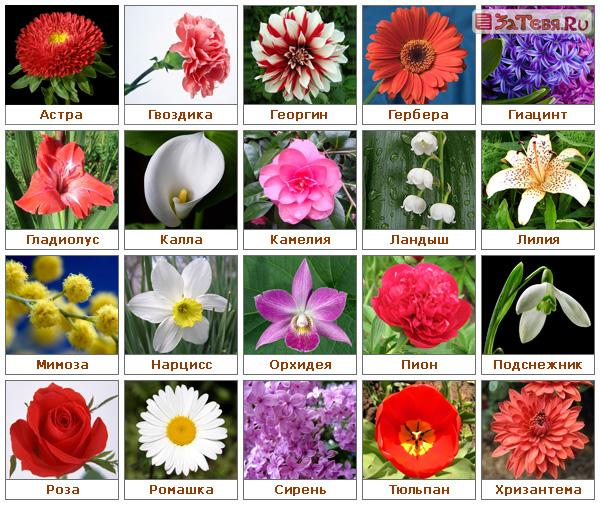 ЗАТЕБЯ.RU
Астра
Гвоздика
Георгин
Гербера
Гиацинт
Гладиолус
Калла
Камелия
Ландыш
Лилия
Мимоза
Нарцисс
Орхидея
Пион
Подснежник
Роза
Ромашка
Сирень
Тюльпан
Хризантема